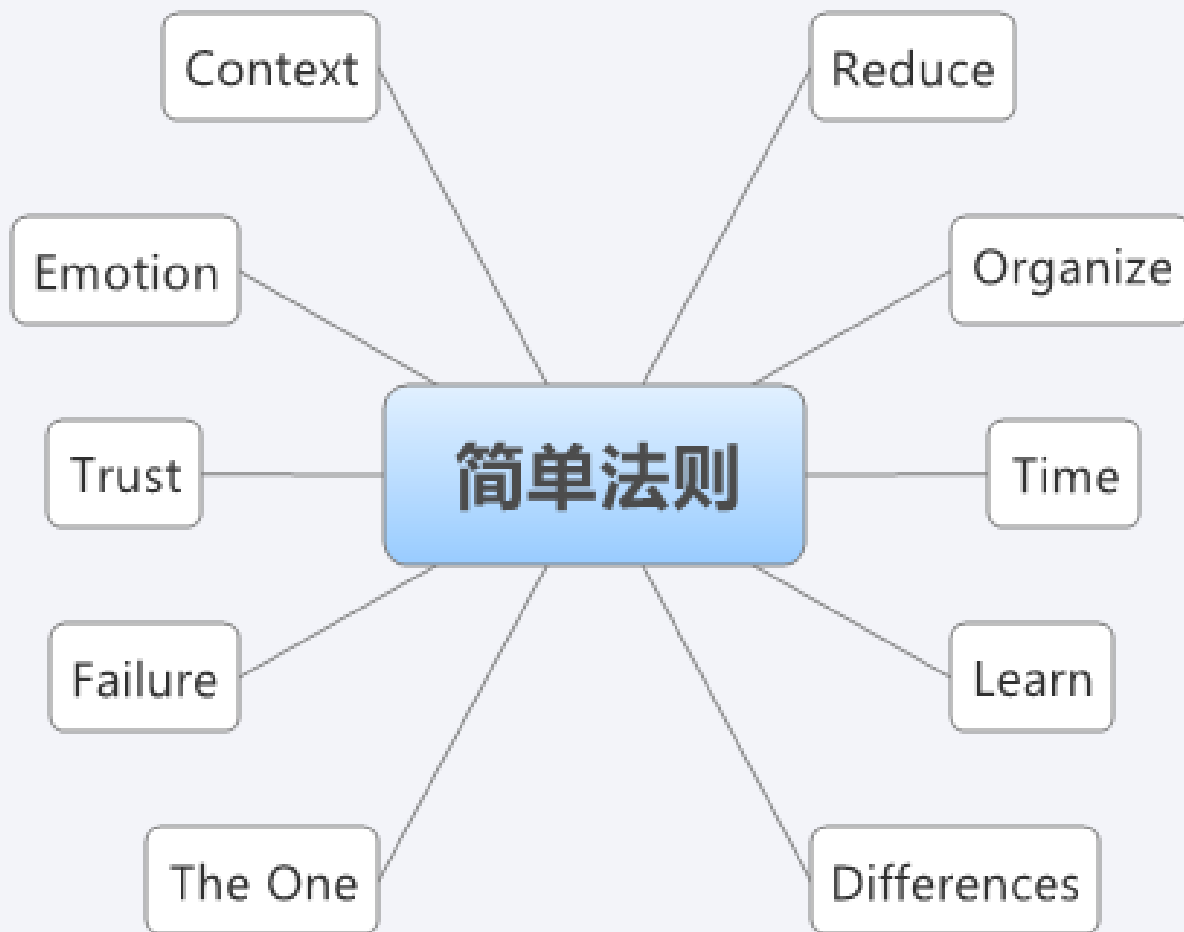 Context
Reduce
Emotion
Organize
简单法则
Trust
Time
Failure
Learn
The One
Differences